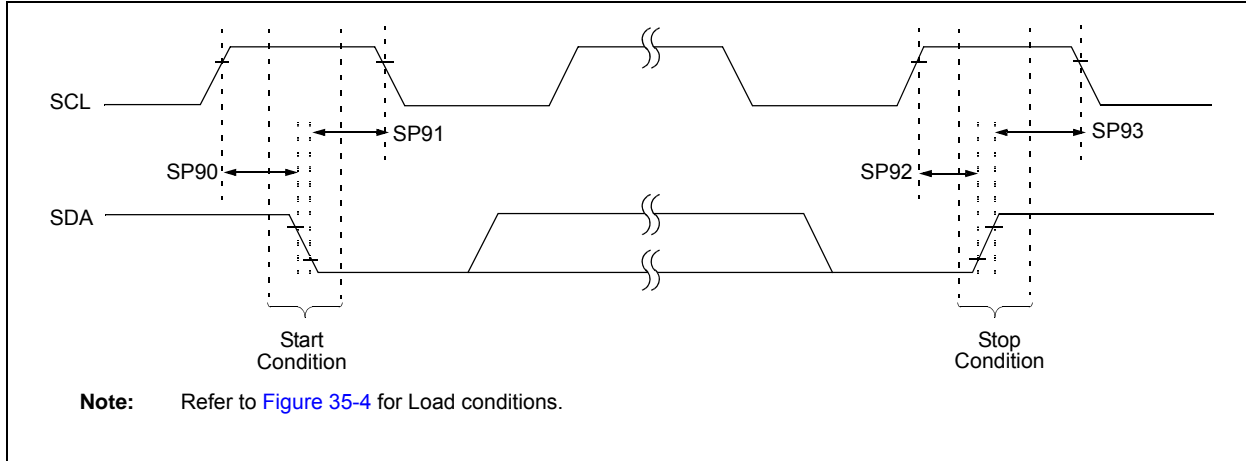 SCL
SP91
SP93
SP90
SP92
SDA
Start
Condition
Stop
Condition
Note: Refer to Figure 35-4 for Load conditions.